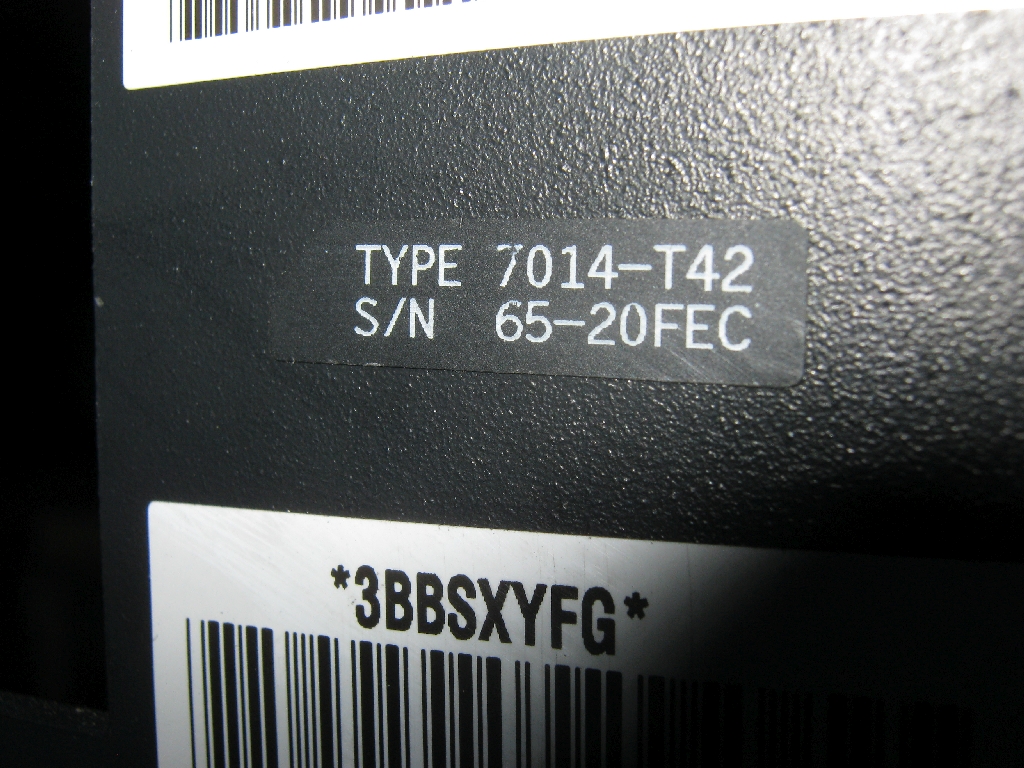 TYPE 7014-T42
S/N 65-20FEC
*3BBSXYFG*